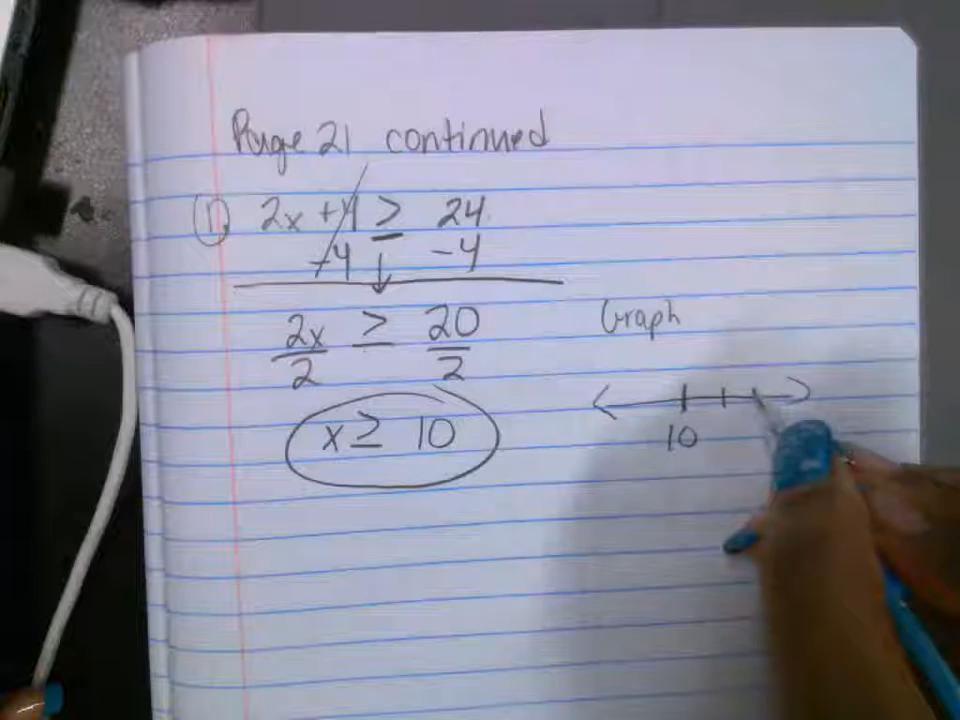 Page 21 continued
1. 2x + 4 ≥ 24
-4 ↓ -4
2x ≥ 20
2 2
x ≥ 10
Graph
10